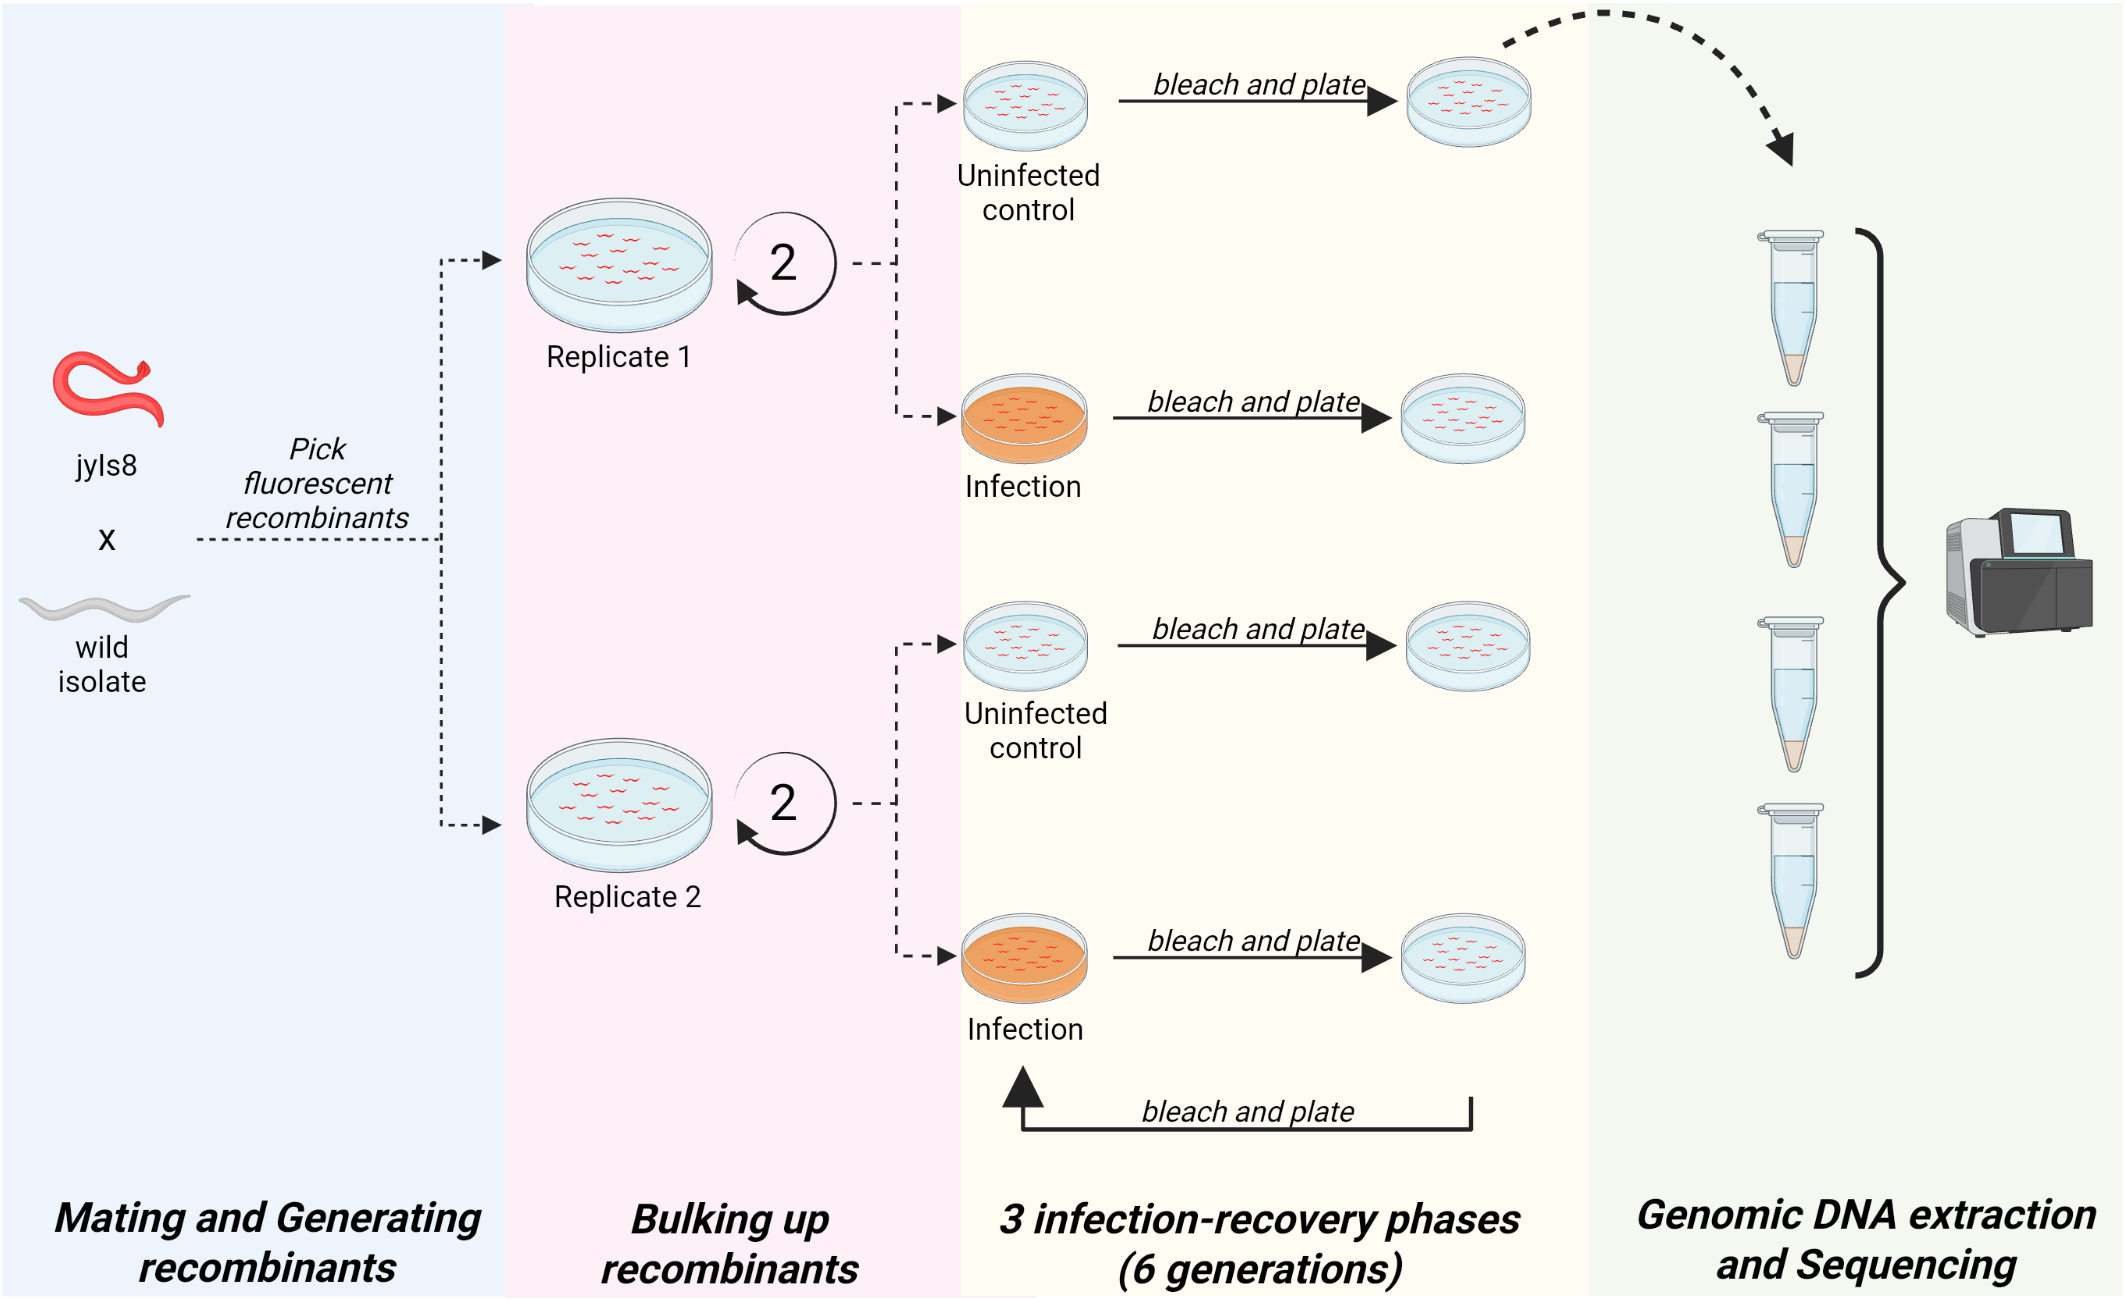 jyIs8
x
wild
isolate
Pick
fluorescent
recombinants
Mating and Generating
recombinants
Replicate 1
2
Replicate 2
2
Bulking up
recombinants
Uninfected
control
bleach and plate
Infection
bleach and plate
Uninfected
control
bleach and plate
Infection
bleach and plate
bleach and plate
3 infection-recovery phases
(6 generations)
Genomic DNA extraction
and Sequencing